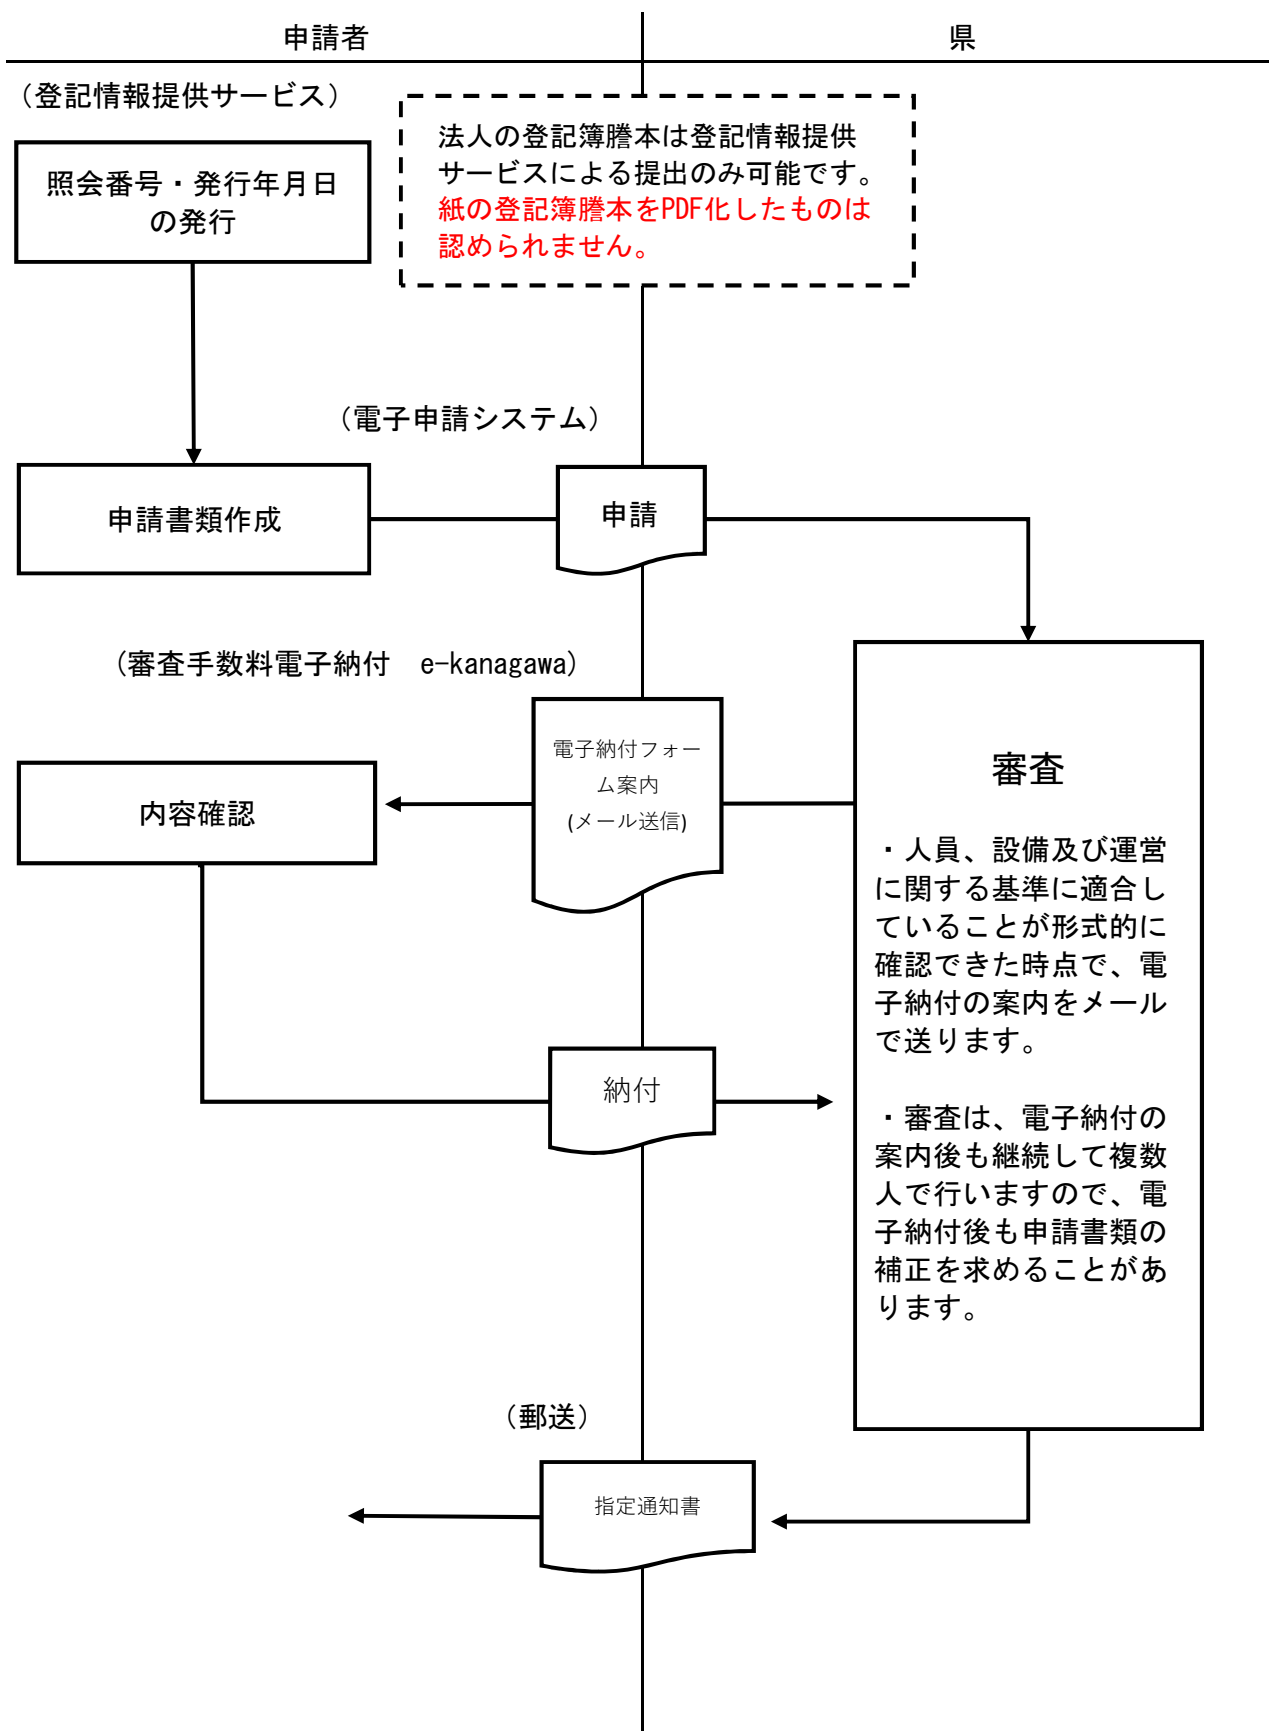 申請者
県
（登記情報提供サービス）
法人の登記簿謄本は登記情報提供
サービスによる提出のみ可能です。
紙の登記簿謄本をPDF化したものは
認められません。
照会番号・発行年月日
の発行
（電子申請システム）
申請書類作成
申請
（審査手数料電子納付　e-kanagawa）
電子納付フォー
ム案内
(メール送信)
内容確認
審査
・人員、設備及び運営
に関する基準に適合し
ていることが形式的に
確認できた時点で、電
子納付の案内をメール
で送ります。
・審査は、電子納付の
案内後も継続して複数
人で行いますので、電
子納付後も申請書類の
補正を求めることがあ
ります。
納付
（郵送）
指定通知書